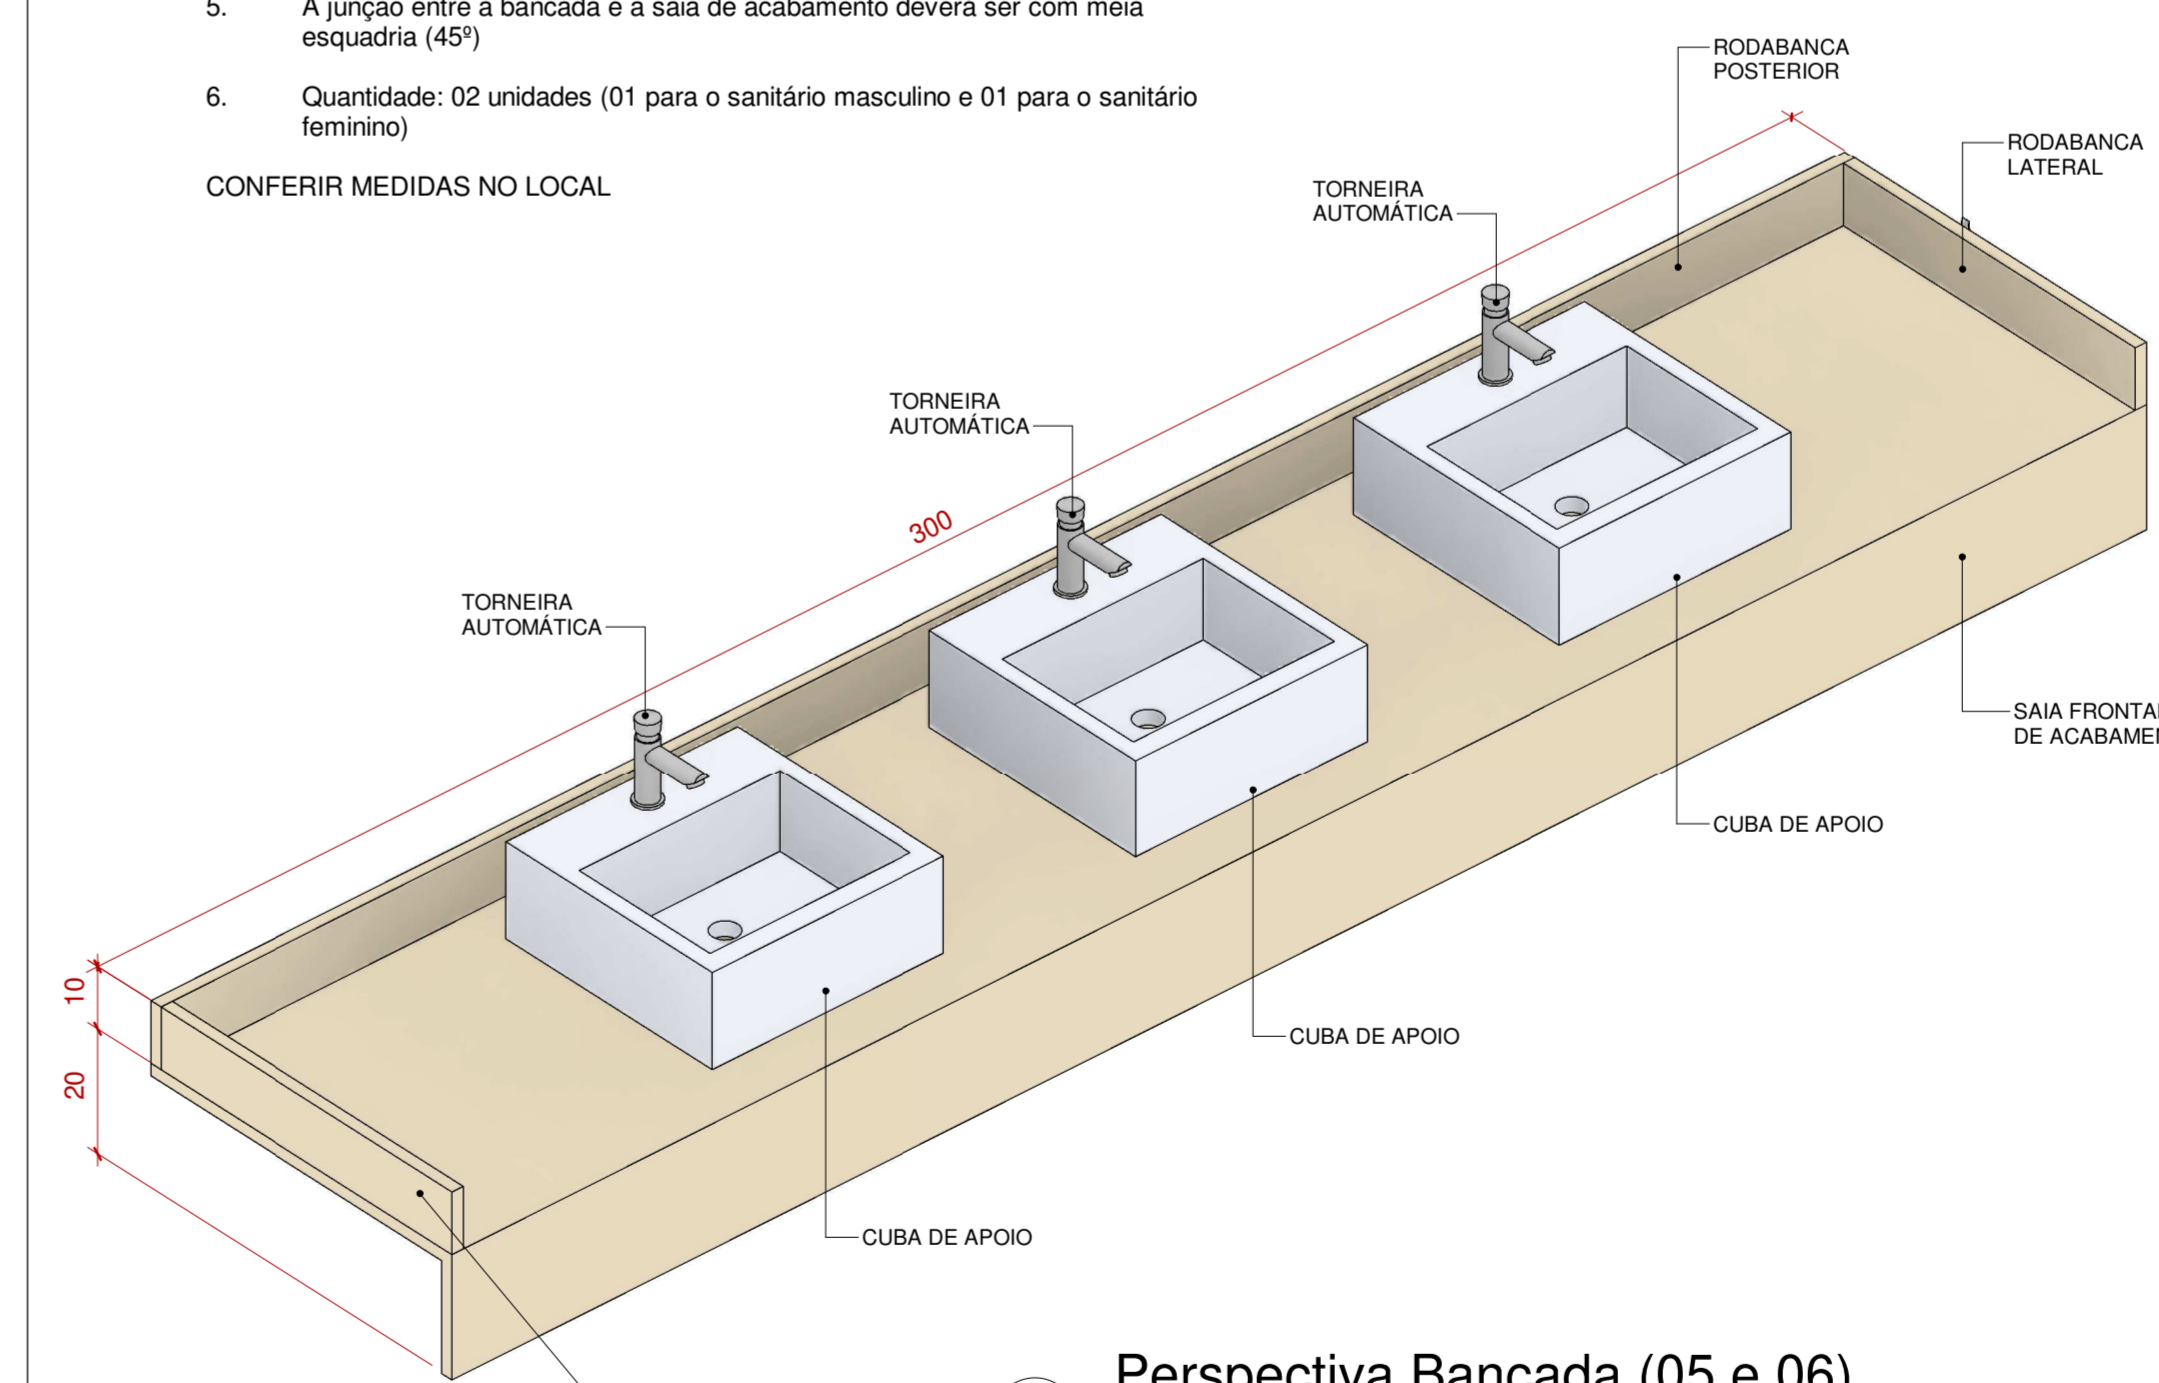 5. A junção entre a bancada e a saia de acabamento deverá ser com meia
esquadria (45º)
6. Quantidade: 02 unidades (01 para o sanitário masculino e 01 para o sanitário
feminino)
CONFERIR MEDIDAS NO LOCAL
RODABANCA
POSTERIOR
RODABANCA
LATERAL
TORNEIRA
AUTOMÁTICA
TORNEIRA
AUTOMÁTICA
300
TORNEIRA
AUTOMÁTICA
SAIA FRONTAL
DE ACABAMEN
CUBA DE APOIO
10
CUBA DE APOIO
20
CUBA DE APOIO
Perspectiva Bancada (05 e 06)